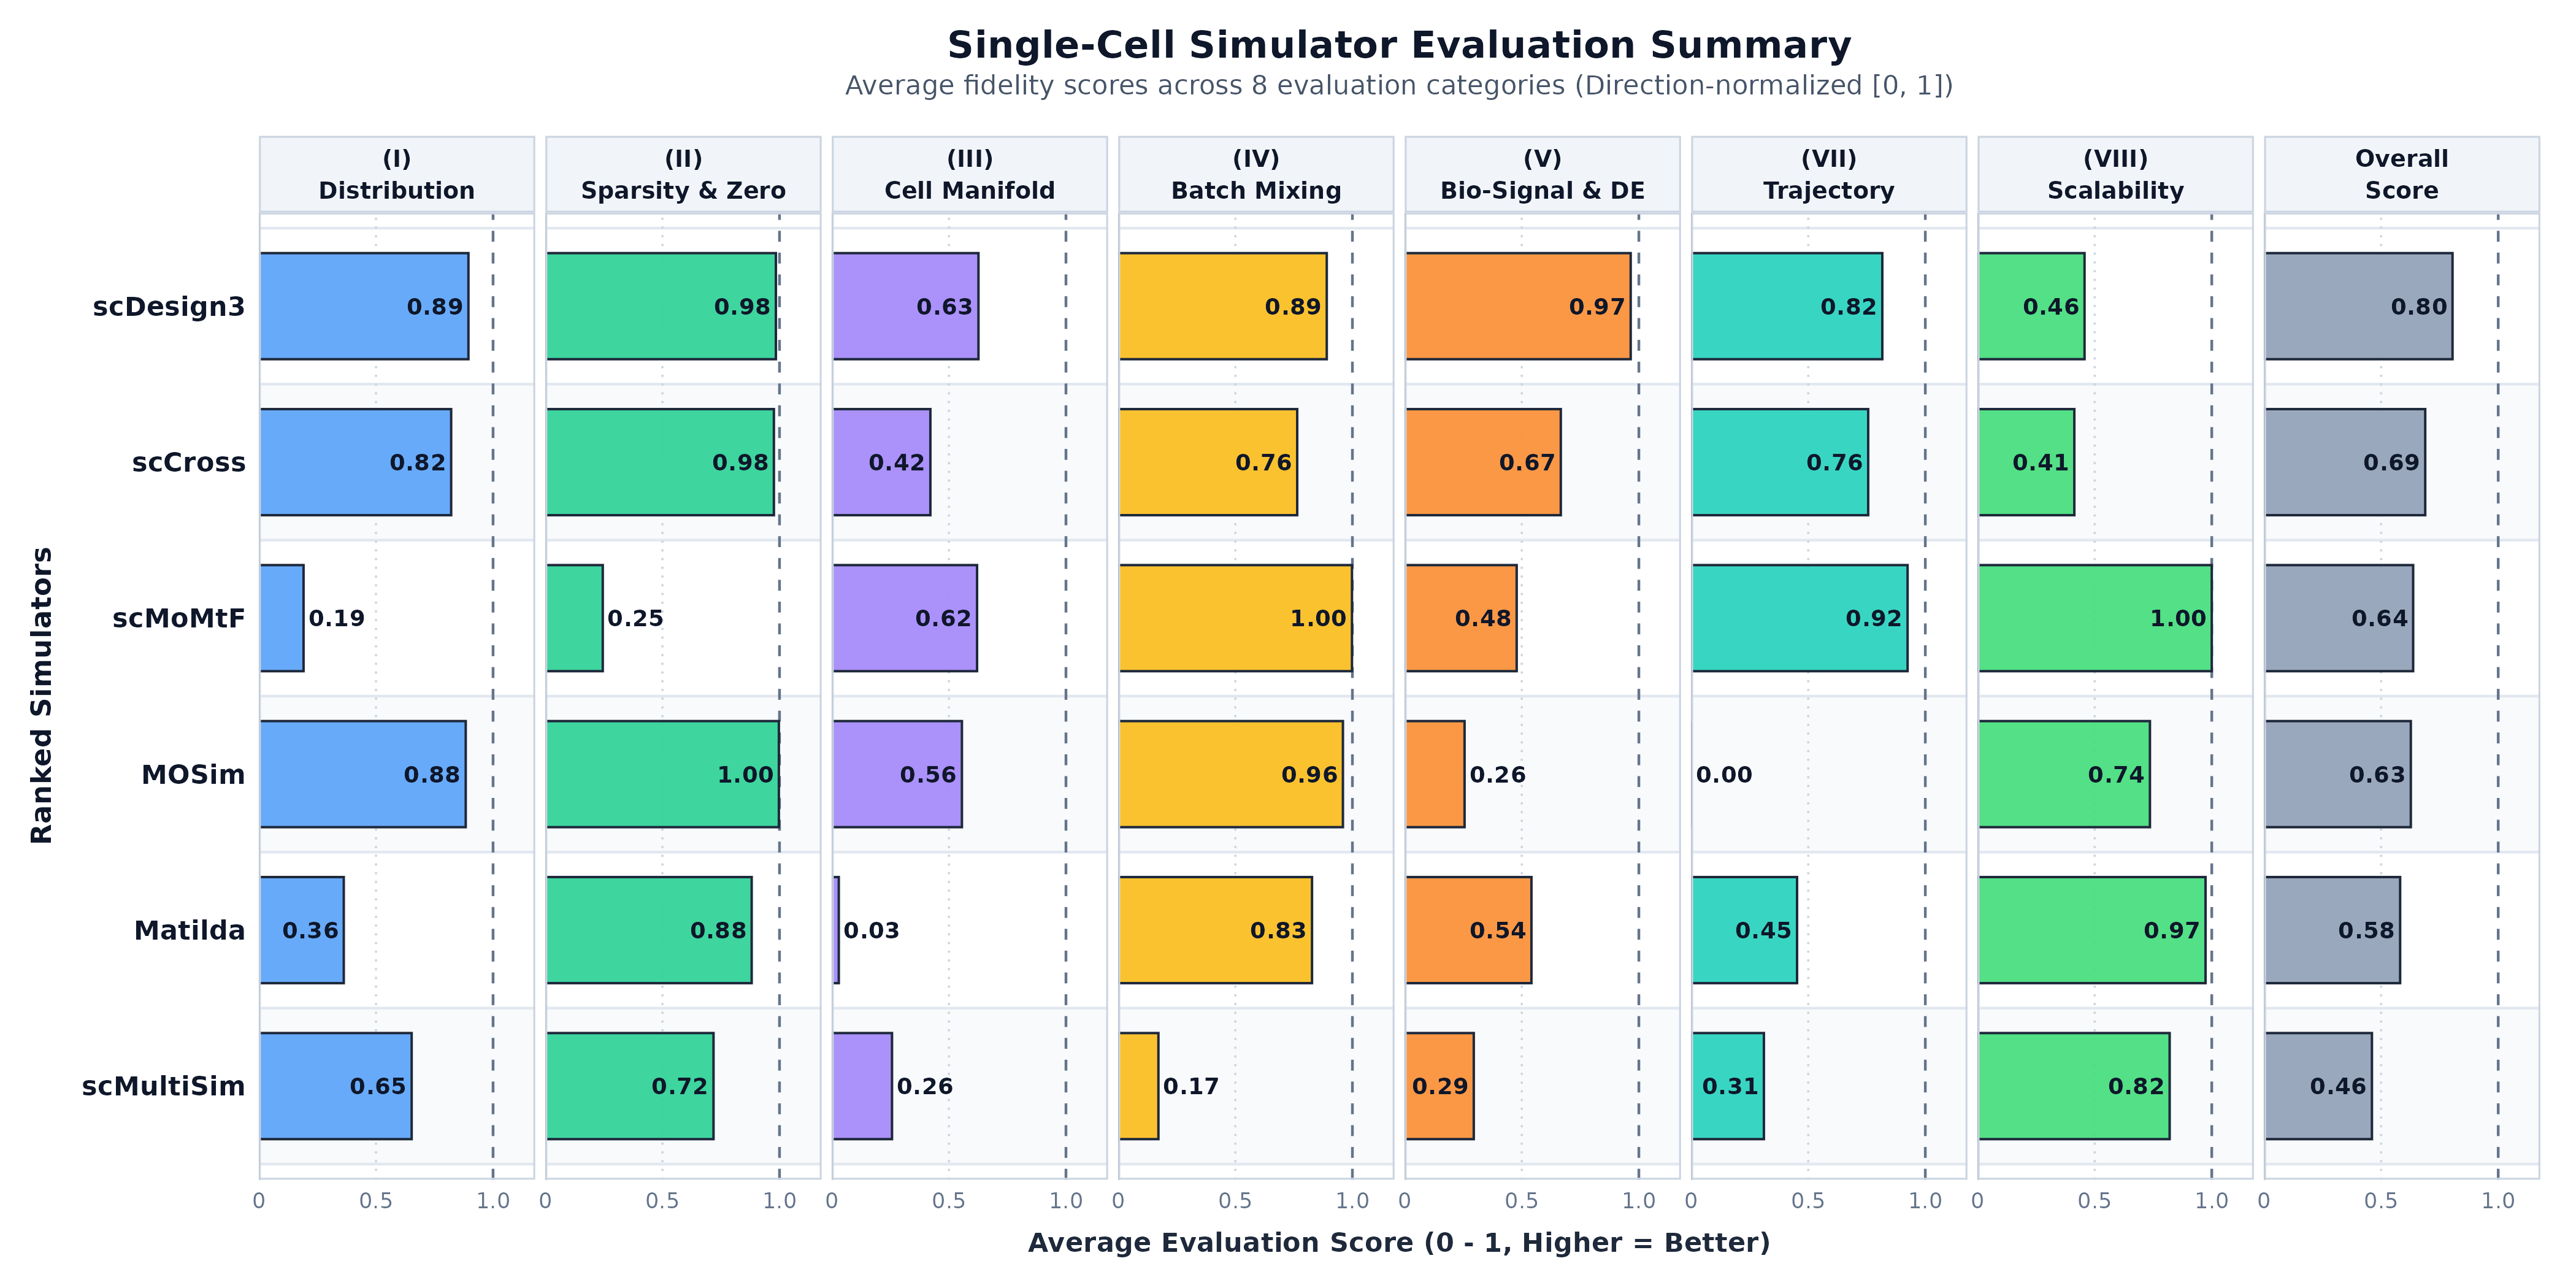 Single-Cell Simulator Evaluation Summary
Average fidelity scores across 8 evaluation categories (Direction-normalized [0, 1])
(I) (II) (III) (IV) (V) (VII) (VIII) Overall
Distribution Sparsity & Zero Cell Manifold Batch Mixing Bio-Signal & DE Trajectory Scalability Score
Ranked Simulators
scDesign3 0.89 0.98 0.63 0.89 0.97 0.82 0.46 0.80
scCross 0.82 0.98 0.42 0.76 0.67 0.76 0.41 0.69
scMoMtF 0.19 0.25 0.62 1.00 0.48 0.92 1.00 0.64
MOSim 0.88 1.00 0.56 0.96 0.26 0.00 0.74 0.63
Matilda 0.36 0.88 0.03 0.83 0.54 0.45 0.97 0.58
scMultiSim 0.65 0.72 0.26 0.17 0.29 0.31 0.82 0.46
0 0.5 1.0 0 0.5 1.0 0 0.5 1.0 0 0.5 1.0 0 0.5 1.0 0 0.5 1.0 0 0.5 1.0 0 0.5 1.0
Average Evaluation Score (0 - 1, Higher = Better)